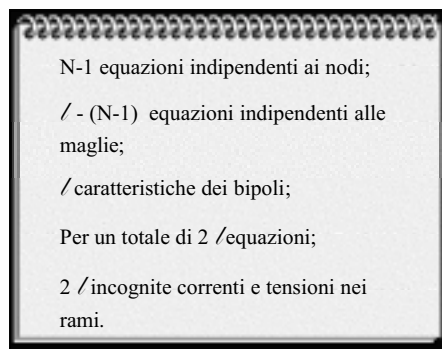 N-1 equazioni indipendenti ai nodi;
ℓ - (N-1) equazioni indipendenti alle
maglie;
ℓ caratteristiche dei bipoli;
Per un totale di 2 ℓ equazioni;
2 ℓ incognite correnti e tensioni nei
rami.